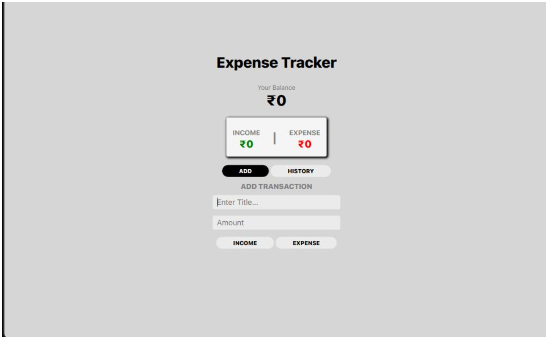 Expense Tracker
Your Balance
₹0
INCOME EXPENSE
₹0 ₹0
ADD HISTORY
ADD TRANSACTION
Enter Title...
Amount
INCOME EXPENSE